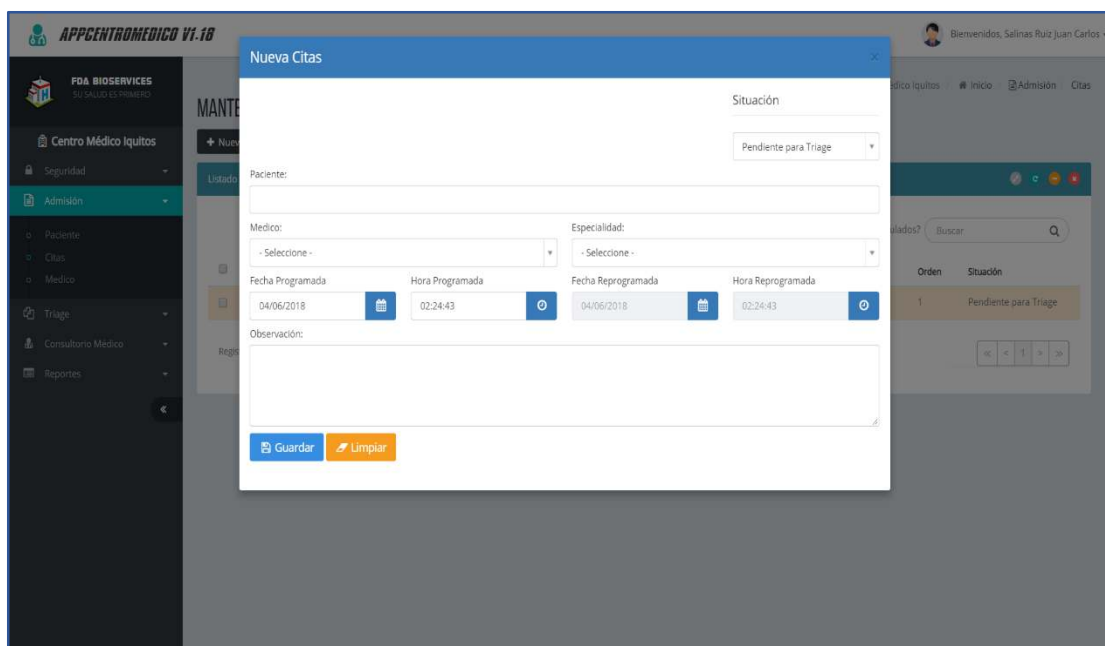 APPCENTROMEDICO V1.18
Bienvenidos, Salinas Ruiz Juan Carlos
FDA BIOSERVICES
SU SALUD ES PRIMERO
Centro Médico Iquitos
Seguridad
Admisión
Paciente
Citas
Medico
Triage
Consultorio Médico
Reportes
édico Iquitos / Inicio / Admisión / Citas
MANTE
+ Nuev
Listado
ulados? Buscar
Orden Situación
1 Pendiente para Triage
Regis
« < 1 > »
Nueva Citas ×
Situación
Pendiente para Triage
Paciente:
Medico: Especialidad:
- Seleccione - - Seleccione -
Fecha Programada Hora Programada Fecha Reprogramada Hora Reprogramada
04/06/2018 02:24:43 04/06/2018 02:24:43
Observación:
Guardar Limpiar